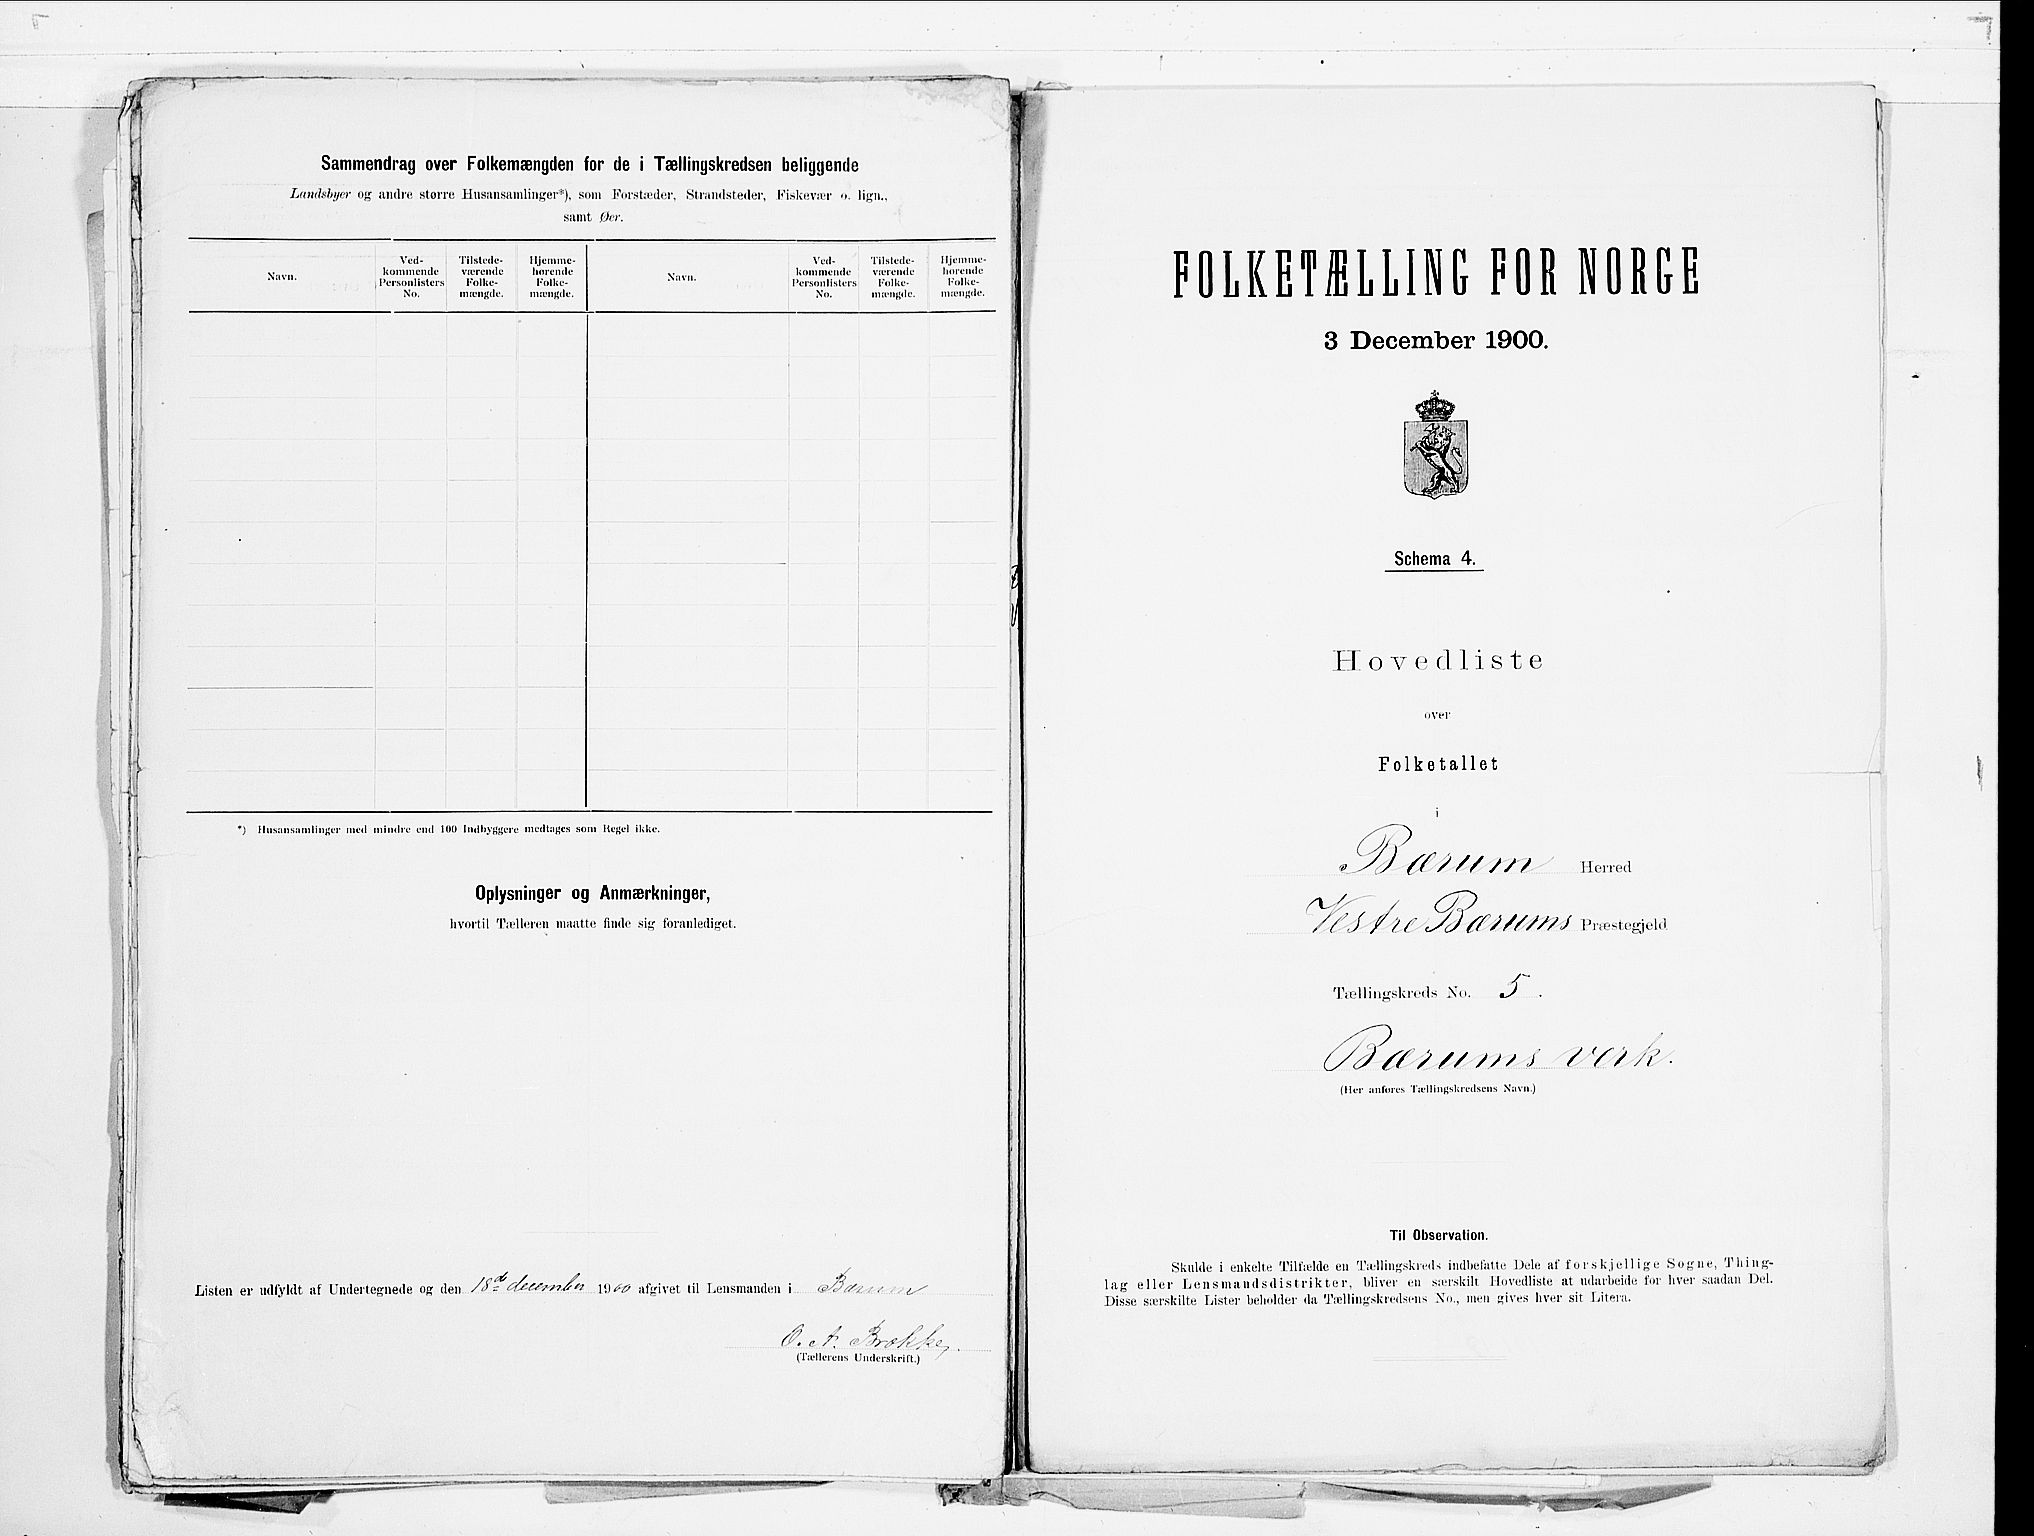 Sammendrag over Folkemængden for de i Tællingskredsen beliggende
Landsbyer og andre større Husansamlinger*), som Forstæder, Strandsteder, Fiskevær o. lign.,
samt Øer.
Navn.
Ved-
kommende
Personlisters
No.
Tilstede-
værende
Folke-
mængde.
Hjemme-
hørende
Folke-
mængde.
Navn.
Ved-
kommende
Personlisters
No.
Tilstede-
værende
Folke-
mængde.
Hjemme-
hørende
Folke-
mængde.
*) Husansamlinger med mindre end 100 Indbyggere medtages som Regel ikke.
Oplysninger og Anmærkninger,
hvortil Tælleren maatte finde sig foranlediget.
Listen er udfyldt af Undertegnede og den 18de december 1900 afgivet til Lensmanden i Bærum
O. A. Brække,
(Tællerens Underskrift.)
FOLKETÆLLING FOR NORGE
3 December 1900.
Schema 4.
Hovedliste
over
Folketallet
i
Bærum Herred
Vestre Bærums Præstegjeld
Tællingskreds No. 5.
Bærums verk.
(Her anføres Tællingskredsens Navn.)
Til Observation.
Skulde i enkelte Tilfælde en Tællingskreds indbefatte Dele af forskjellige Sogne, Thing-
lag eller Lensmandsdistrikter, bliver en særskilt Hovedliste at udarbeide for hver saadan Del.
Disse særskilte Lister beholder da Tællingskredsens No., men gives hver sit Litera.